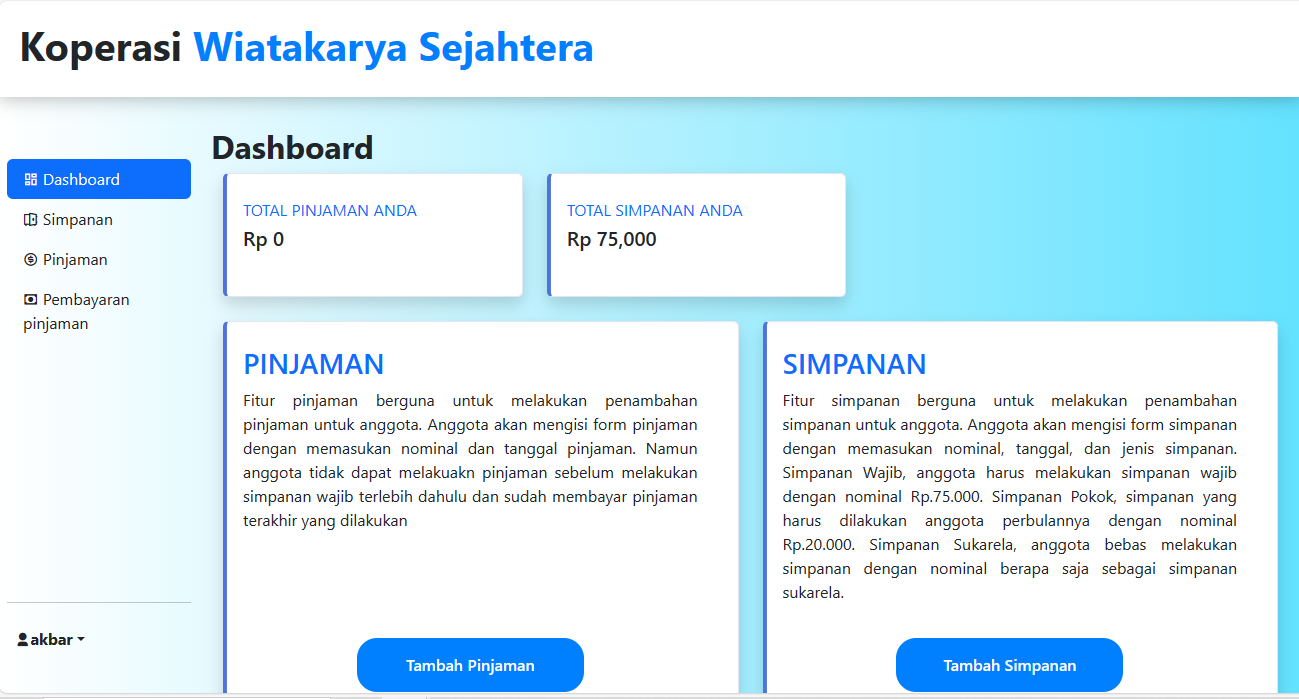 Koperasi Wiatakarya Sejahtera
Dashboard
Simpanan
Pinjaman
Pembayaran
pinjaman
akbar
Dashboard
TOTAL PINJAMAN ANDA
Rp 0
TOTAL SIMPANAN ANDA
Rp 75,000
PINJAMAN
Fitur pinjaman berguna untuk melakukan penambahan
pinjaman untuk anggota. Anggota akan mengisi form pinjaman
dengan memasukan nominal dan tanggal pinjaman. Namun
anggota tidak dapat melakuakn pinjaman sebelum melakukan
simpanan wajib terlebih dahulu dan sudah membayar pinjaman
terakhir yang dilakukan
Tambah Pinjaman
SIMPANAN
Fitur simpanan berguna untuk melakukan penambahan
simpanan untuk anggota. Anggota akan mengisi form simpanan
dengan memasukan nominal, tanggal, dan jenis simpanan.
Simpanan Wajib, anggota harus melakukan simpanan wajib
dengan nominal Rp.75.000. Simpanan Pokok, simpanan yang
harus dilakukan anggota perbulannya dengan nominal
Rp.20.000. Simpanan Sukarela, anggota bebas melakukan
simpanan dengan nominal berapa saja sebagai simpanan
sukarela.
Tambah Simpanan